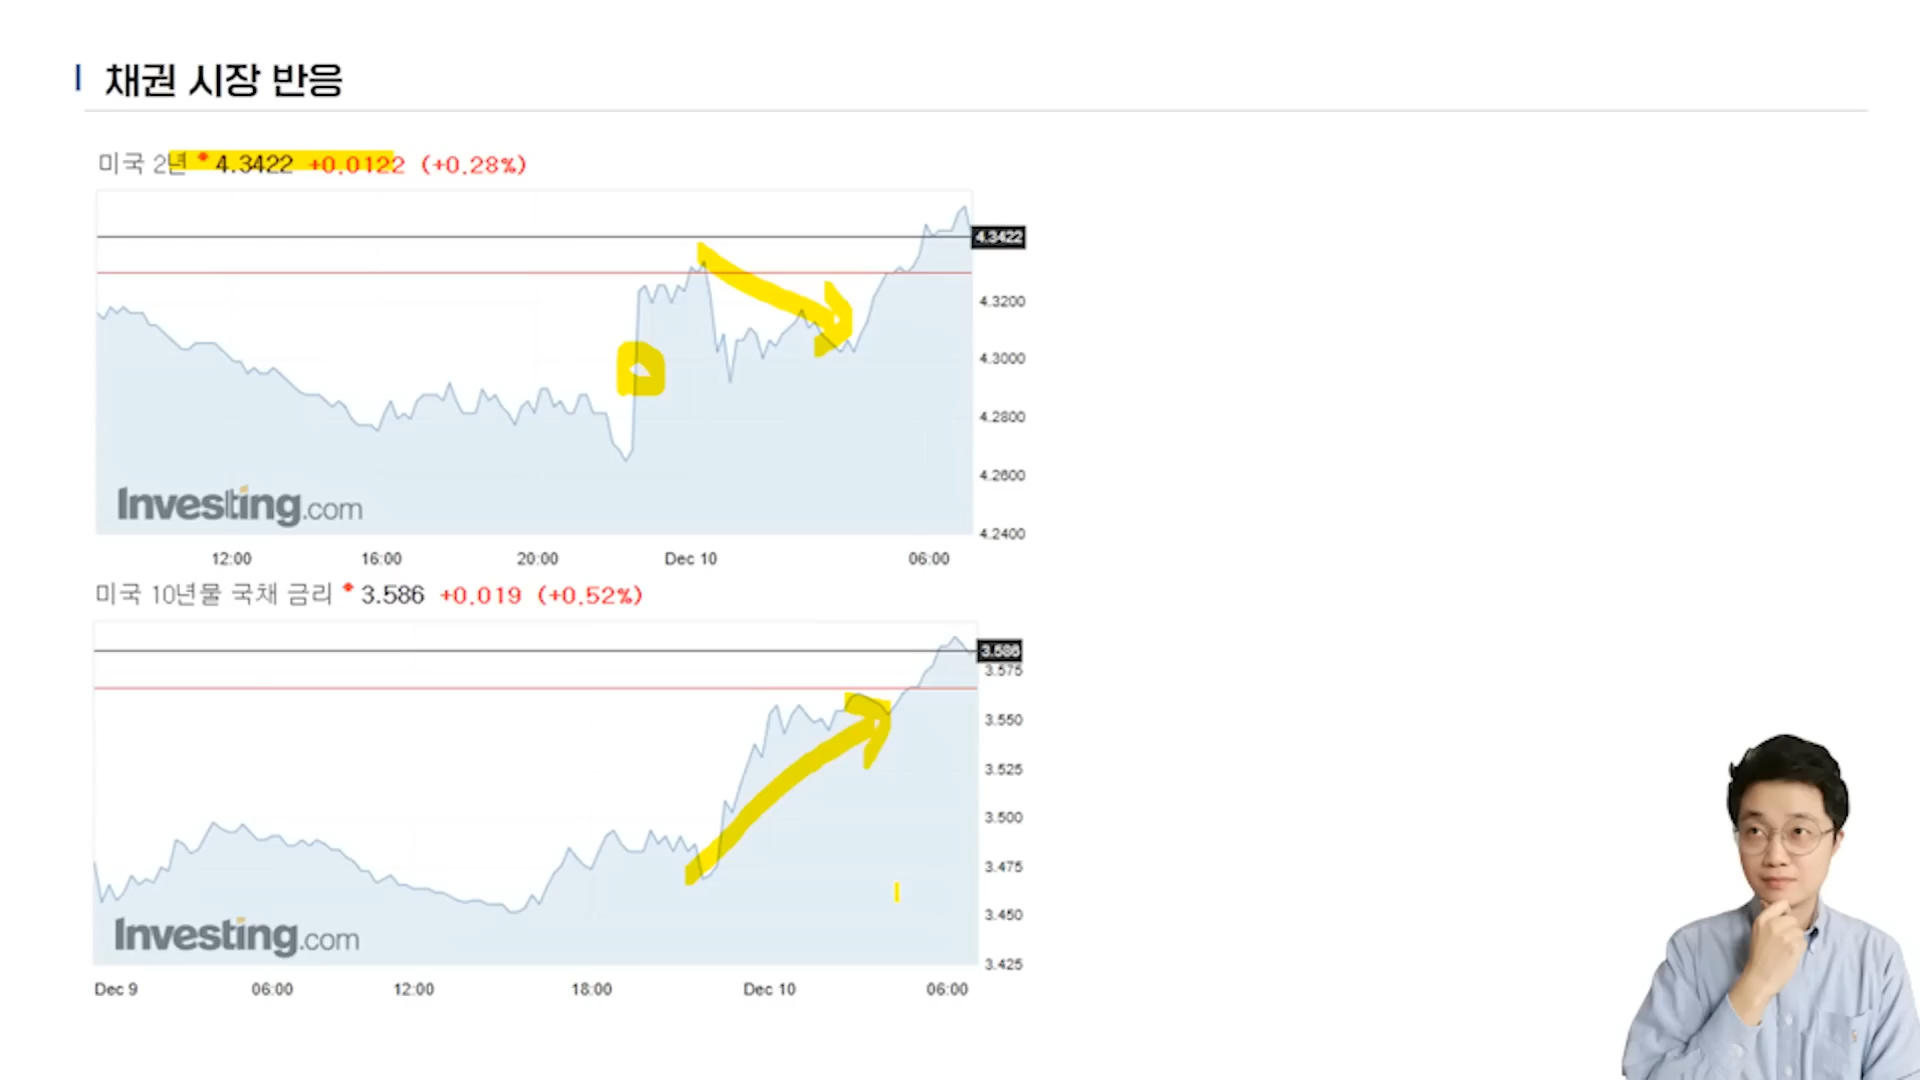 채권 시장 반응
미국 2년 4.3422 +0.0122 (+0.28%)
4.3422
4.3200
4.3000
4.2800
4.2600
4.2400
Investing.com
12:00 16:00 20:00 Dec 10 06:00
미국 10년물 국채 금리 3.586 +0.019 (+0.52%)
3.586
3.575
3.550
3.525
3.500
3.475
3.450
3.425
Investing.com
Dec 9 06:00 12:00 18:00 Dec 10 06:00